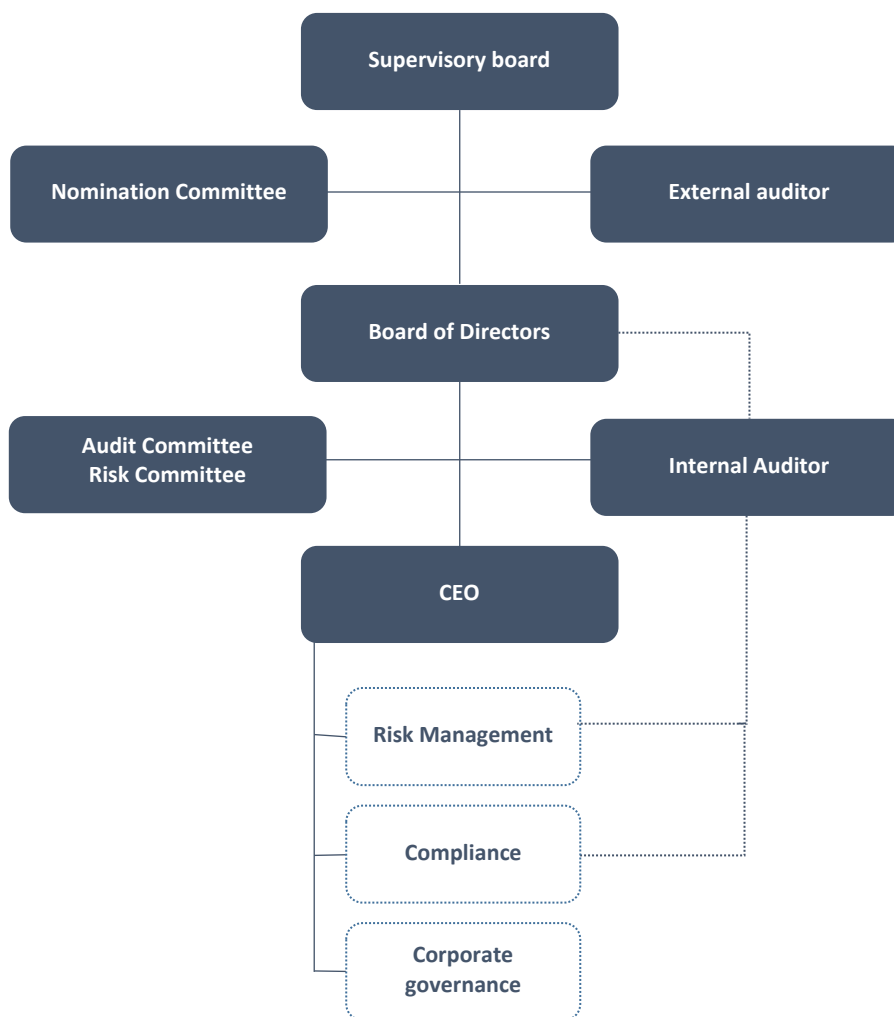 Supervisory board
Nomination Committee
External auditor
Board of Directors
Audit Committee
Risk Committee
Internal Auditor
CEO
Risk Management
Compliance
Corporate
governance